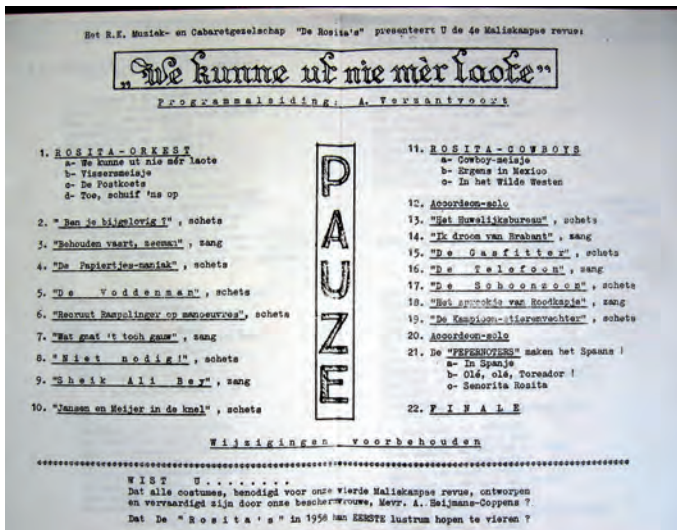 Het R.K. Muziek- en Cabaretgezelschap "De Rosita's" presenteert U de 4e Maliskampse revue:
„We kunne ut nie mèr laote”
Programmaleiding: A. Versantvoort
1. ROSITA-ORKEST
a- We kunne ut nie mér laote
b- Vissersmeisje
c- De Postkoets
d- Toe, schuif 'ns op
2. " Ben je bijgelovig ?" , schets
3. "Behouden vaart, zeeman" , zang
4. "De Papiertjes-maniak" , schets
5. "De Voddenman" , schets
6. "Recruut Rampelinger op manoeuvres", schets
7. "Wat gaat 't toch gauw" , zang
8. "Niet nodig!" , schets
9. "Sheik Ali Bey" , zang
10. "Jansen en Meijer in de knel" , schets
PAUZE
11. ROSITA-COWBOYS
a- Cowboy-meisje
b- Ergens in Mexico
c- In het Wilde Westen
12. Accordeon-solo
13. "Het Huwelijksbureau" , schets
14. "Ik droom van Brabant" , zang
15. "De Gasfitter" , schets
16. "De Telefoon" , zang
17. "De Schoonzoon" , schets
18. "Het sprookje van Roodkapje" , zang
19. "De Kampioen-stierenvechter" , schets
20. Accordeon-solo
21. De "PEPERNOTERS" maken het Spaans !
a- In Spanje
b- Olé, olé, Toreador !
c- Senorita Rosita
22. FINALE
Wijzigingen voorbehouden
WIST U........
Dat alle costumes, benodigd voor onze vierde Maliskampse revue, ontworpen
en vervaardigd zijn door onze beschermvrouwe, Mevr. A. Heijmans-Coppens ?
Dat De "Rosita's" in 1958 hun EERSTE lustrum hopen te vieren ?